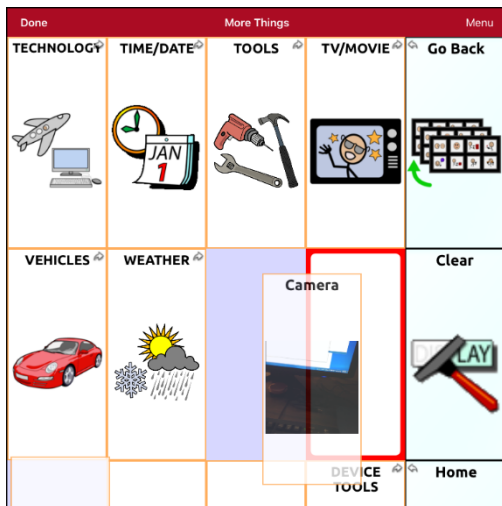 Done More Things Menu
TECHNOLOGY TIME/DATE TOOLS TV/MOVIE Go Back
JAN
1
VEHICLES WEATHER Clear
Camera
DISPLAY
DEVICE Home
TOOLS